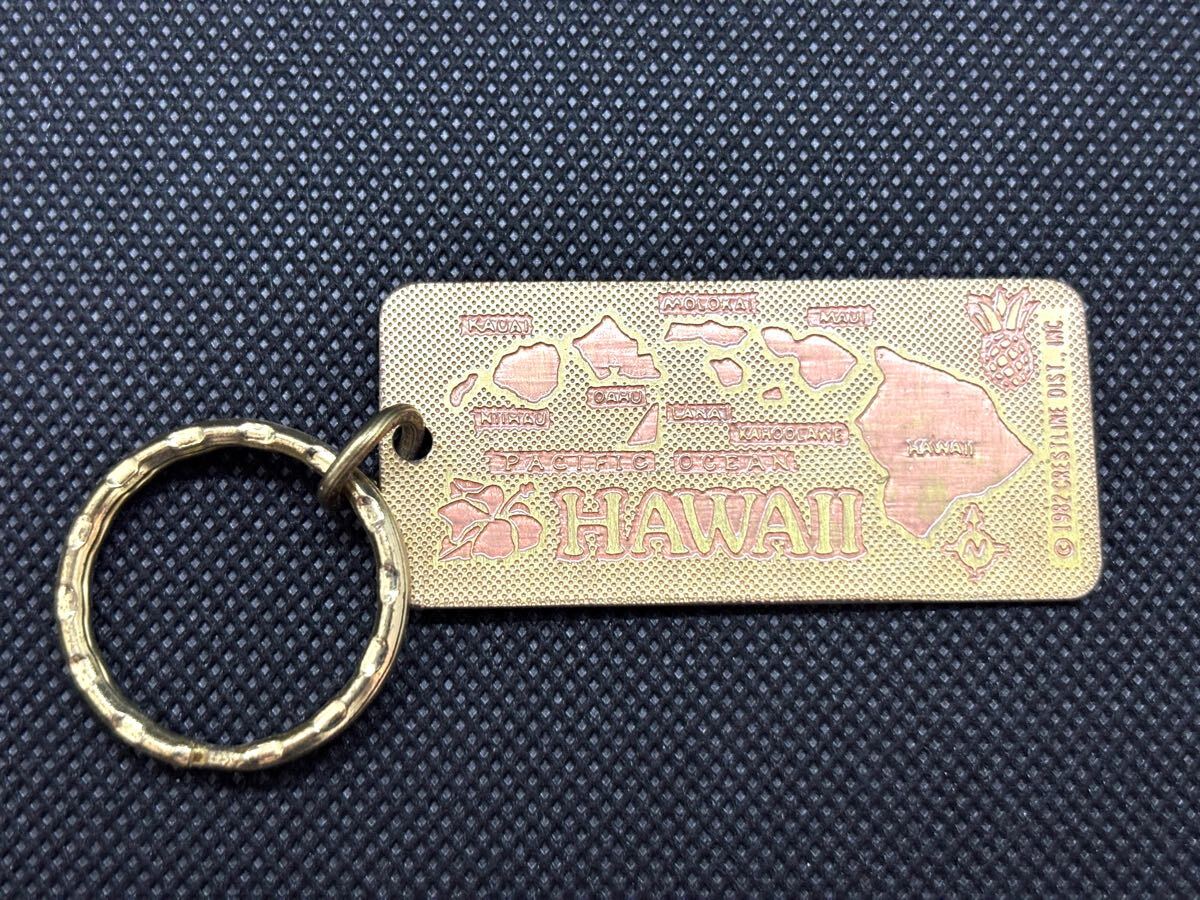 KAUAI
MOLOKAI
MAUI
NIIHAU
OAHU
LANAI
KAHOOLAWE
HAWAII
PACIFIC OCEAN
HAWAII
N
© 1982 CRESTLINE DIST. INC.